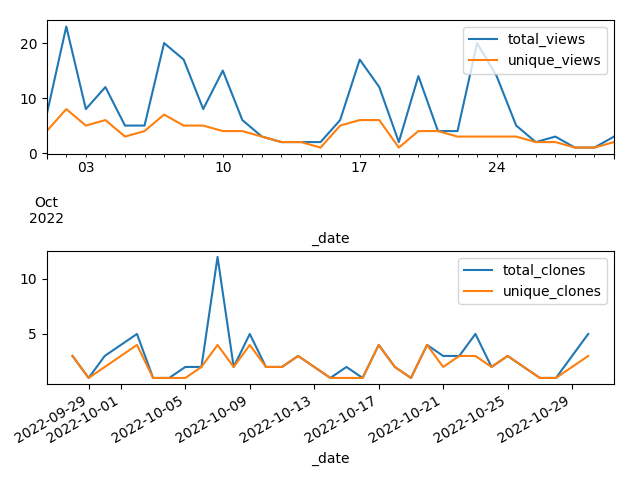 20
10
0
total_views
unique_views
03
10
17
24
Oct
2022
_date
10
5
total_clones
unique_clones
2022-09-29
2022-10-01
2022-10-05
2022-10-09
2022-10-13
2022-10-17
2022-10-21
2022-10-25
2022-10-29
_date